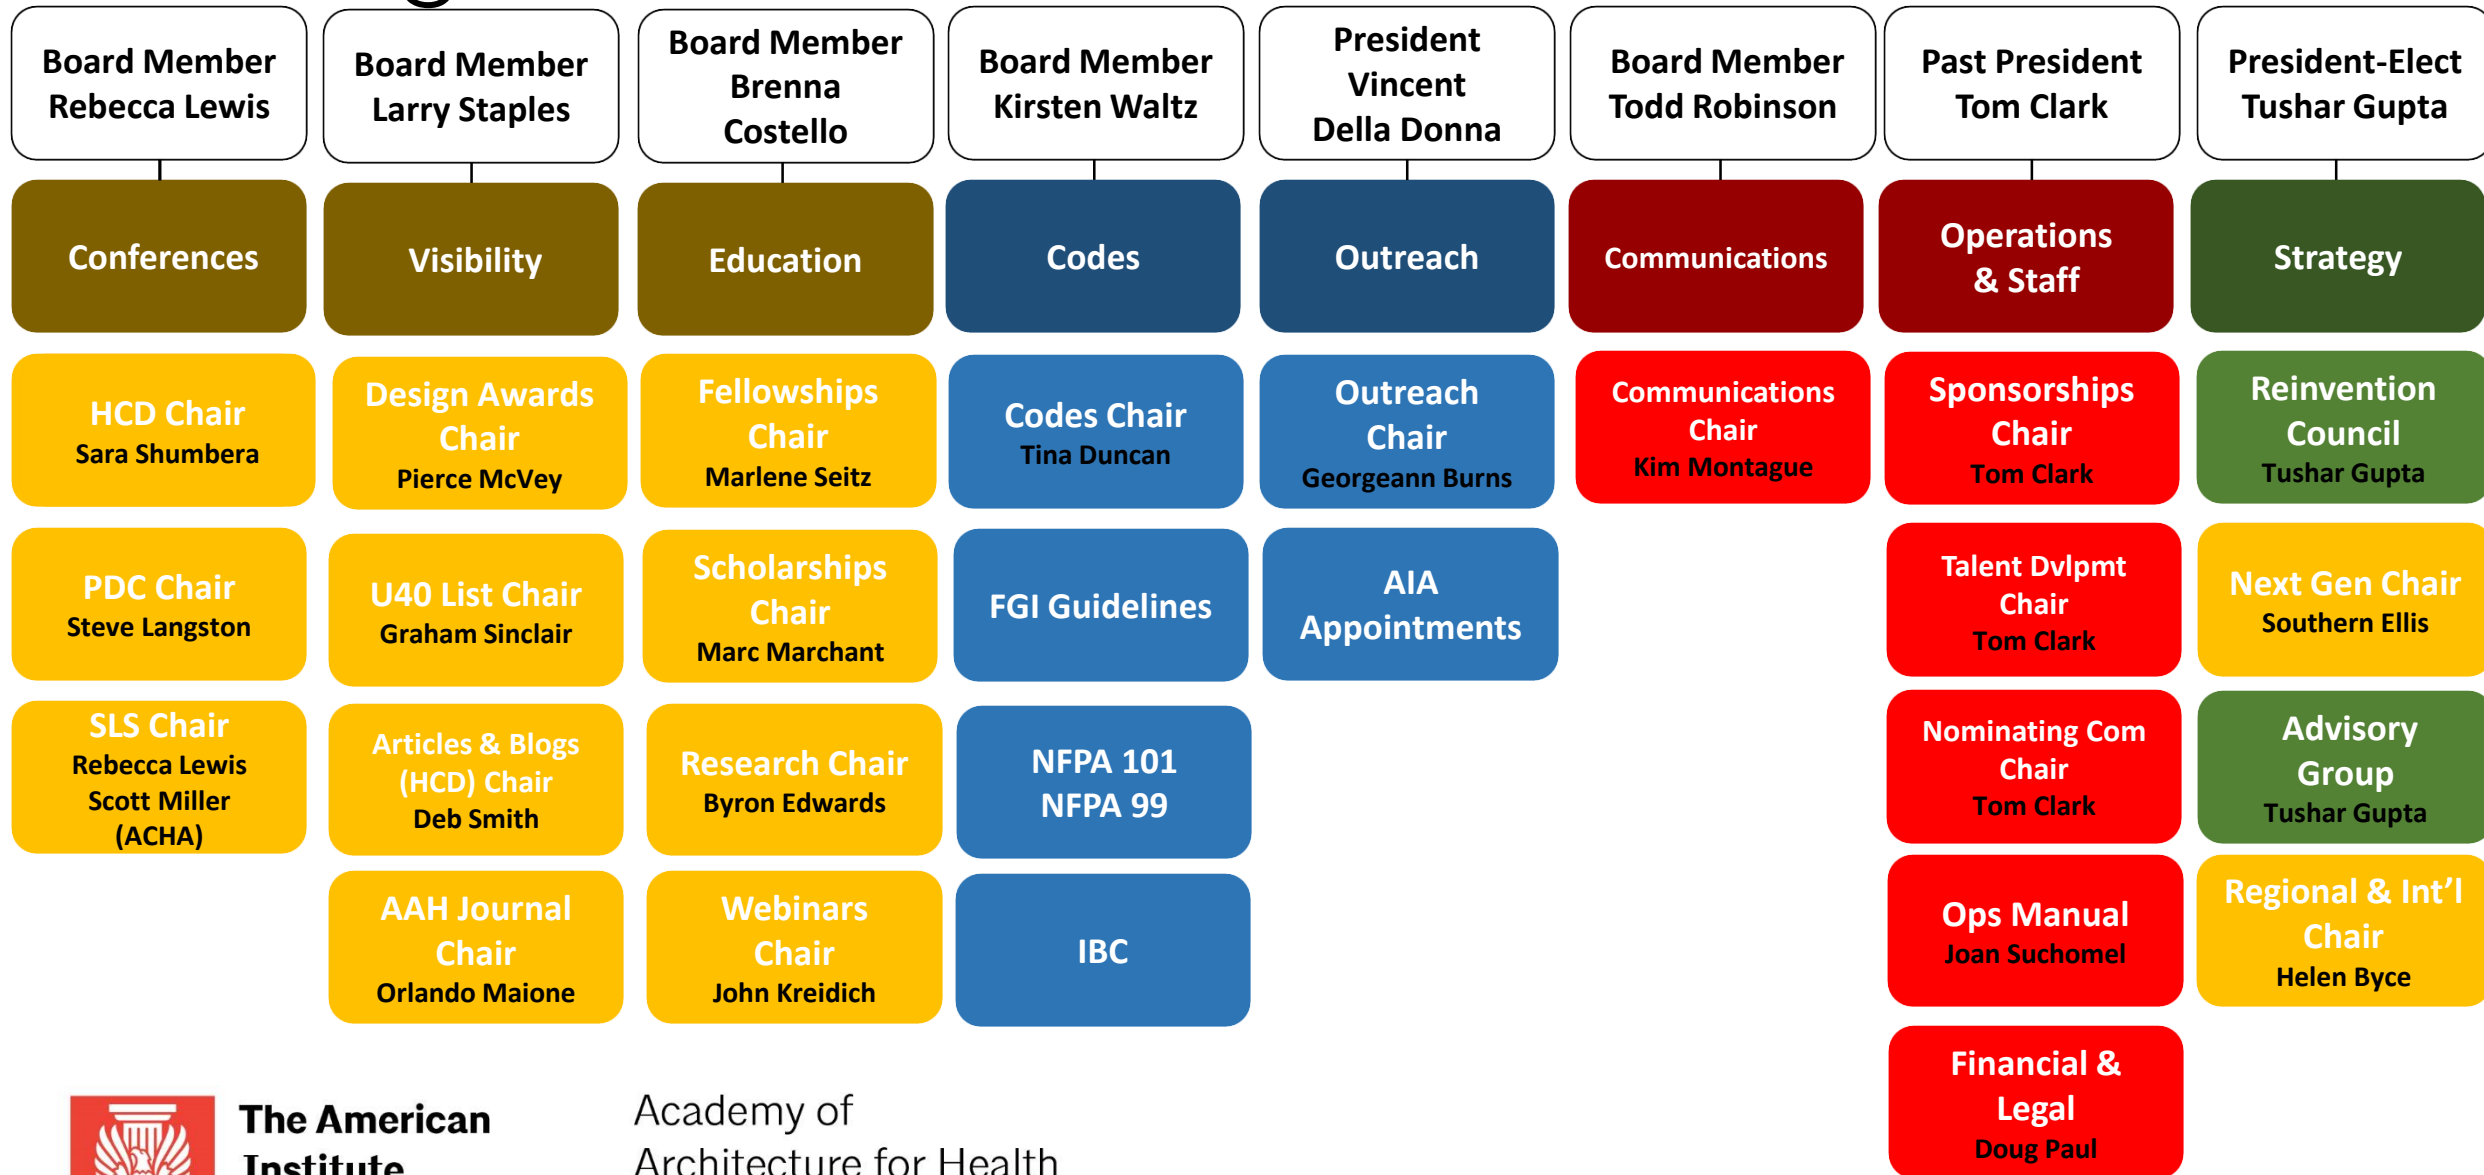 Board Member
Rebecca Lewis
Board Member
Larry Staples
Board Member
Brenna
Costello
Board Member
Kirsten Waltz
President
Vincent
Della Donna
Board Member
Todd Robinson
Past President
Tom Clark
President-Elect
Tushar Gupta
Conferences
Visibility
Education
Codes
Outreach
Communications
Operations
& Staff
Strategy
HCD Chair
Sara Shumbera
Design Awards
Chair
Pierce McVey
Fellowships
Chair
Marlene Seitz
Codes Chair
Tina Duncan
Outreach
Chair
Georgeann Burns
Communications
Chair
Kim Montague
Sponsorships
Chair
Tom Clark
Reinvention
Council
Tushar Gupta
PDC Chair
Steve Langston
U40 List Chair
Graham Sinclair
Scholarships
Chair
Marc Marchant
FGI Guidelines
AIA
Appointments
Talent Dvlpmt
Chair
Tom Clark
Next Gen Chair
Southern Ellis
SLS Chair
Rebecca Lewis
Scott Miller
(ACHA)
Articles & Blogs
(HCD) Chair
Deb Smith
Research Chair
Byron Edwards
NFPA 101
NFPA 99
Nominating Com
Chair
Tom Clark
Advisory
Group
Tushar Gupta
AAH Journal
Chair
Orlando Maione
Webinars
Chair
John Kreidich
IBC
Ops Manual
Joan Suchomel
Regional & Int’l
Chair
Helen Byce
Financial &
Legal
Doug Paul
The American
Institute
Academy of
Architecture for Health